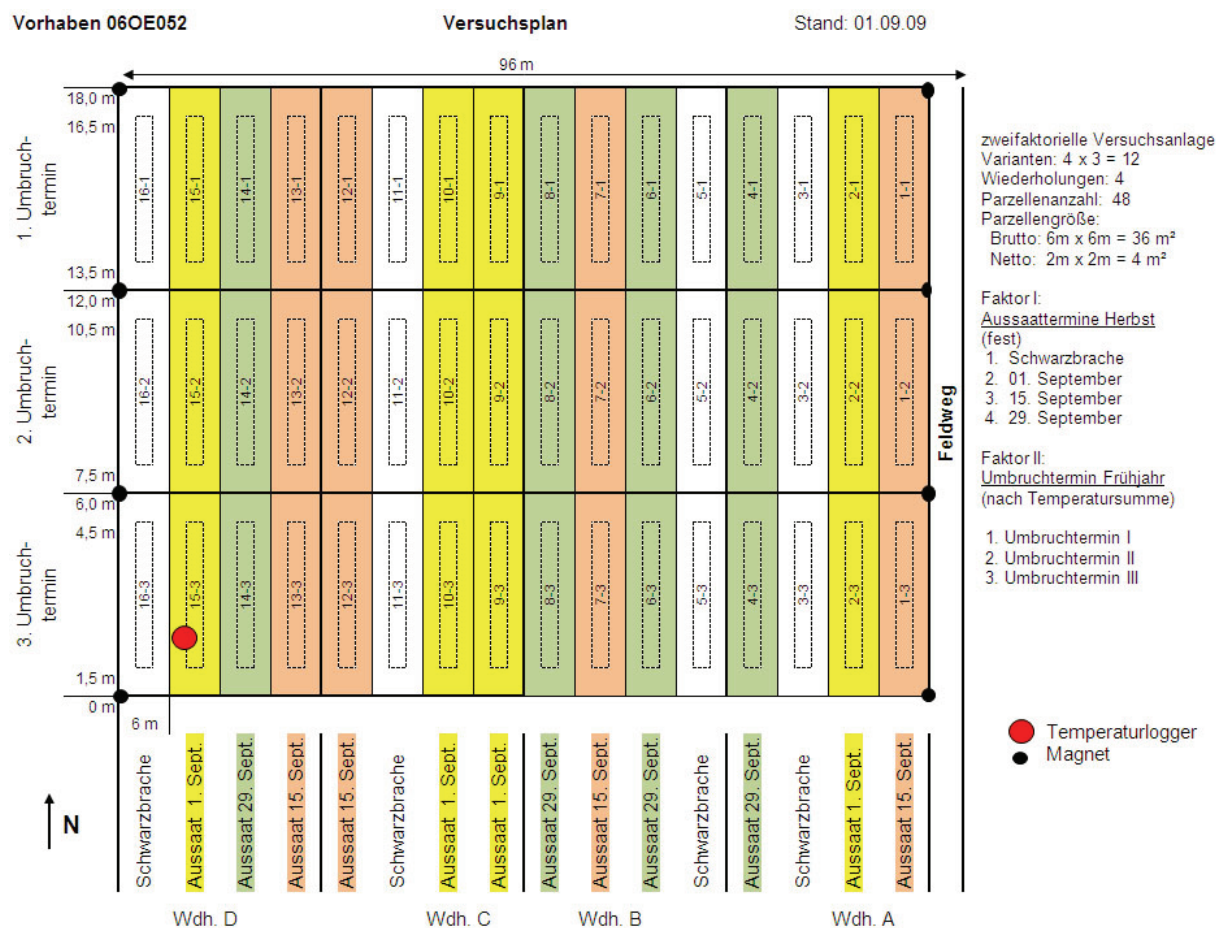 Vorhaben 06OE052
Versuchsplan
Stand: 01.09.09
96 m
18,0 m
16,5 m
1. Umbruch-
termin
13,5 m
12,0 m
10,5 m
2. Umbruch-
termin
7,5 m
6,0 m
4,5 m
3. Umbruch-
termin
1,5 m
0 m
6 m
16-1
15-1
14-1
13-1
12-1
11-1
10-1
9-1
8-1
7-1
6-1
5-1
4-1
3-1
2-1
1-1
16-2
15-2
14-2
13-2
12-2
11-2
10-2
9-2
8-2
7-2
6-2
5-2
4-2
3-2
2-2
1-2
16-3
15-3
14-3
13-3
12-3
11-3
10-3
9-3
8-3
7-3
6-3
5-3
4-3
3-3
2-3
1-3
Feldweg
Schwarzbrache
Aussaat 1. Sept.
Aussaat 29. Sept.
Aussaat 15. Sept.
Aussaat 15. Sept.
Schwarzbrache
Aussaat 1. Sept.
Aussaat 1. Sept.
Aussaat 29. Sept.
Aussaat 15. Sept.
Aussaat 29. Sept.
Schwarzbrache
Aussaat 29. Sept.
Schwarzbrache
Aussaat 1. Sept.
Aussaat 15. Sept.
N
Wdh. D
Wdh. C
Wdh. B
Wdh. A
zweifaktorielle Versuchsanlage
Varianten: 4 x 3 = 12
Wiederholungen: 4
Parzellenanzahl: 48
Parzellengröße:
Brutto: 6m x 6m = 36 m²
Netto: 2m x 2m = 4 m²
Faktor I:
Aussaattermine Herbst
(fest)
1. Schwarzbrache
2. 01. September
3. 15. September
4. 29. September
Faktor II:
Umbruchtermin Frühjahr
(nach Temperatursumme)
1. Umbruchtermin I
2. Umbruchtermin II
3. Umbruchtermin III
Temperaturlogger
Magnet